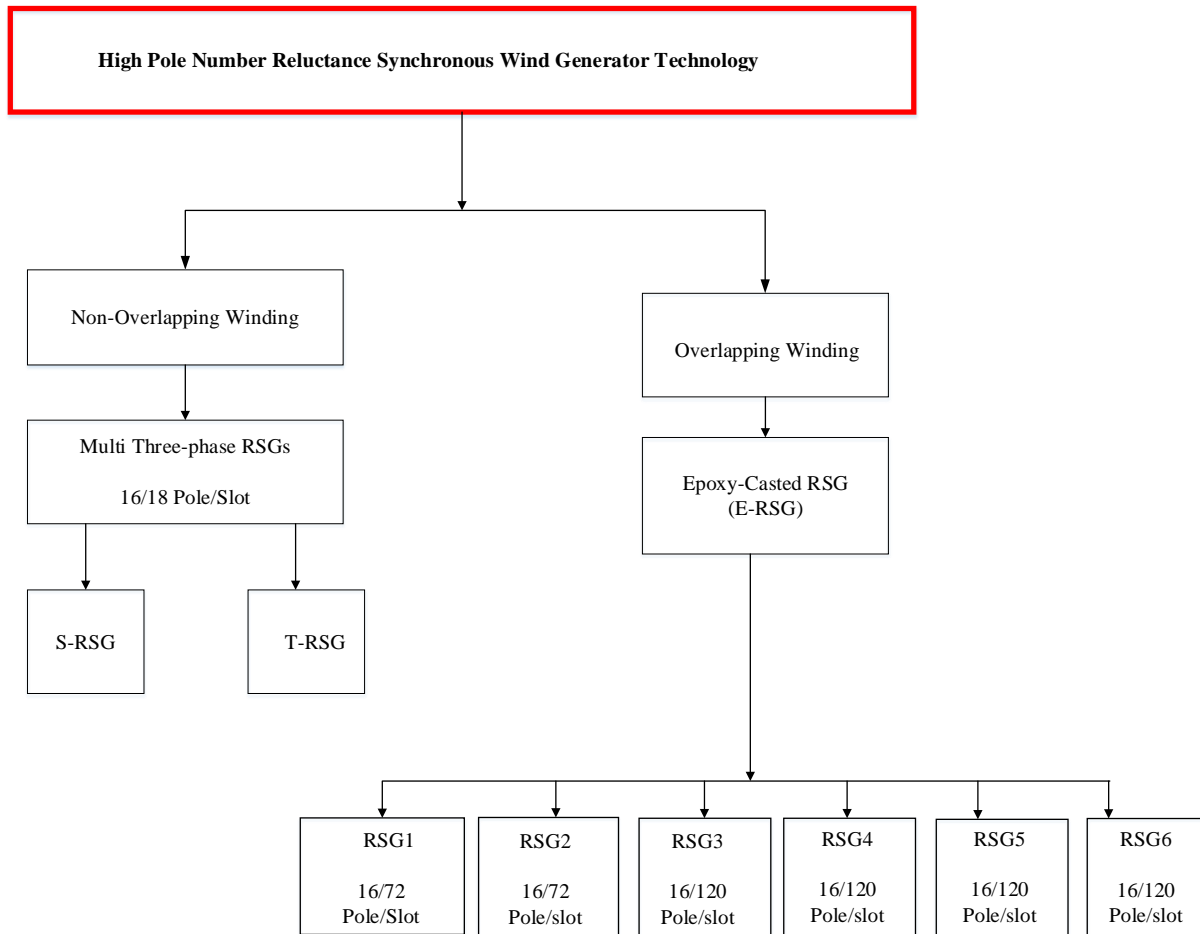 High Pole Number Reluctance Synchronous Wind Generator Technology
Non-Overlapping Winding
Overlapping Winding
Multi Three-phase RSGs
16/18 Pole/Slot
Epoxy-Casted RSG
(E-RSG)
S-RSG
T-RSG
RSG1
16/72
Pole/Slot
RSG2
16/72
Pole/slot
RSG3
16/120
Pole/slot
RSG4
16/120
Pole/slot
RSG5
16/120
Pole/slot
RSG6
16/120
Pole/slot